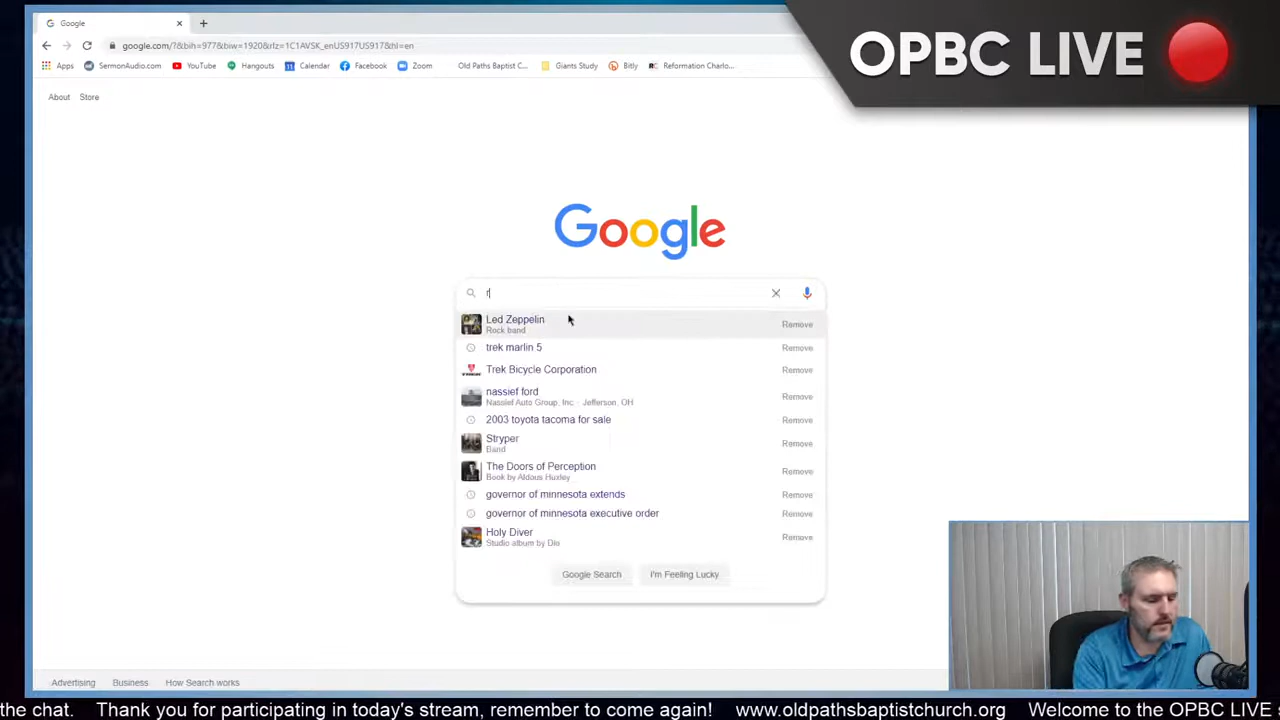 Google
OPBC LIVE
google.com/?&bih=977&biw=1920&rlz=1C1AVSK_enUS917US917&hl=en
Apps SermonAudio.com YouTube Hangouts Calendar Facebook Zoom Old Paths Baptist C... Giants Study Bitly Reformation Charlo...
About Store
Google
r
Led Zeppelin
Rock band
Remove
trek marlin 5 Remove
Trek Bicycle Corporation Remove
nassief ford
Nassief Auto Group, Inc. · Jefferson, OH
Remove
2003 toyota tacoma for sale Remove
Stryper
Band
Remove
The Doors of Perception
Book by Aldous Huxley
Remove
governor of minnesota extends Remove
governor of minnesota executive order Remove
Holy Diver
Studio album by Dio
Remove
Google Search I'm Feeling Lucky
Advertising Business How Search works
the chat. Thank you for participating in today's stream, remember to come again! www.oldpathsbaptistchurch.org Welcome to the OPBC LIVE